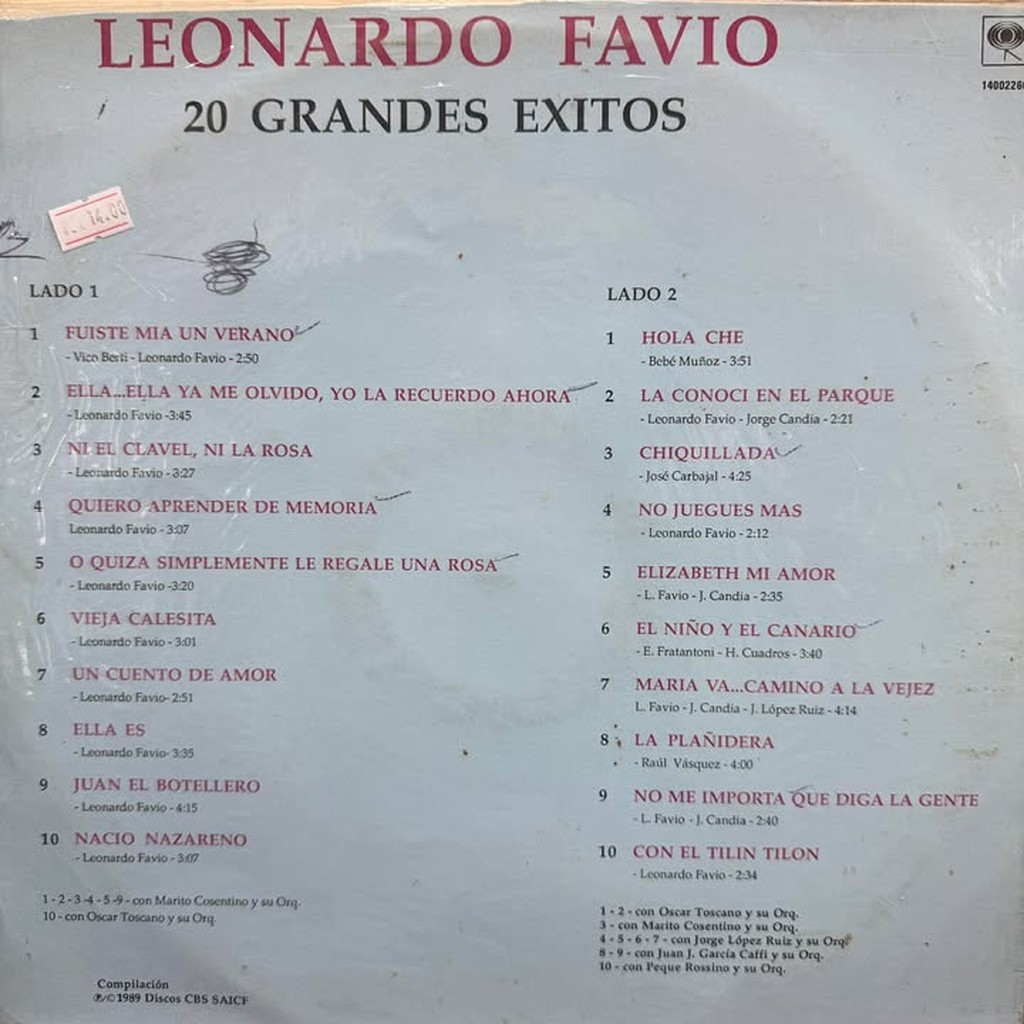 LEONARDO FAVIO
20 GRANDES EXITOS
1400226
14.00
LADO 1
1 FUISTE MIA UN VERANO
- Vico Berti - Leonardo Favio - 2:50
2 ELLA...ELLA YA ME OLVIDO, YO LA RECUERDO AHORA
- Leonardo Favio -3:45
3 NI EL CLAVEL, NI LA ROSA
- Leonardo Favio - 3:27
4 QUIERO APRENDER DE MEMORIA
Leonardo Favio - 3:07
5 O QUIZA SIMPLEMENTE LE REGALE UNA ROSA
- Leonardo Favio -3:20
6 VIEJA CALESITA
- Leonardo Favio - 3:01
7 UN CUENTO DE AMOR
- Leonardo Favio- 2:51
8 ELLA ES
- Leonardo Favio- 3:35
9 JUAN EL BOTELLERO
- Leonardo Favio - 4:15
10 NACIO NAZARENO
- Leonardo Favio - 3:07
1 - 2 - 3 -4 - 5 -9 - con Marito Cosentino y su Orq.
10 - con Oscar Toscano y su Orq.
Compilación
℗/© 1989 Discos CBS SAICF
LADO 2
1 HOLA CHE
- Bebé Muñoz - 3:51
2 LA CONOCI EN EL PARQUE
- Leonardo Favio - Jorge Candia - 2:21
3 CHIQUILLADA
- José Carbajal - 4:25
4 NO JUEGUES MAS
- Leonardo Favio - 2:12
5 ELIZABETH MI AMOR
- L. Favio - J. Candia - 2:35
6 EL NIÑO Y EL CANARIO
- E. Fratantoni - H. Cuadros - 3:40
7 MARIA VA...CAMINO A LA VEJEZ
L. Favio - J. Candia - J. López Ruiz - 4:14
8 LA PLAÑIDERA
- Raúl Vásquez - 4:00
9 NO ME IMPORTA QUE DIGA LA GENTE
- L. Favio - J. Candia - 2:40
10 CON EL TILIN TILON
- Leonardo Favio - 2:34
1 - 2 - con Oscar Toscano y su Orq.
3 - con Marito Cosentino y su Orq.
4 - 5 - 6 - 7 - con Jorge López Ruiz y su Orq.
8 - 9 - con Juan J. García Caffi y su Orq.
10 - con Peque Rossino y su Orq.